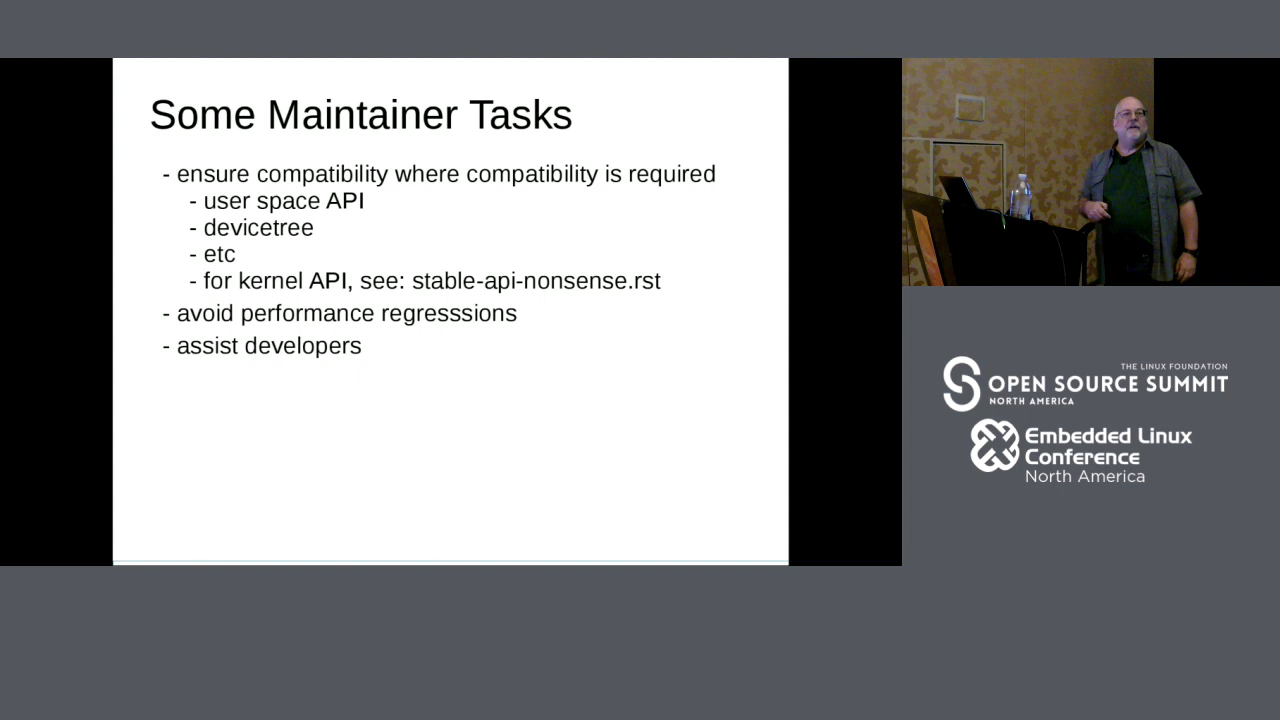 Some Maintainer Tasks
- ensure compatibility where compatibility is required
- user space API
- devicetree
- etc
- for kernel API, see: stable-api-nonsense.rst
- avoid performance regresssions
- assist developers
THE LINUX FOUNDATION
OPEN SOURCE SUMMIT
NORTH AMERICA
Embedded Linux
Conference
North America